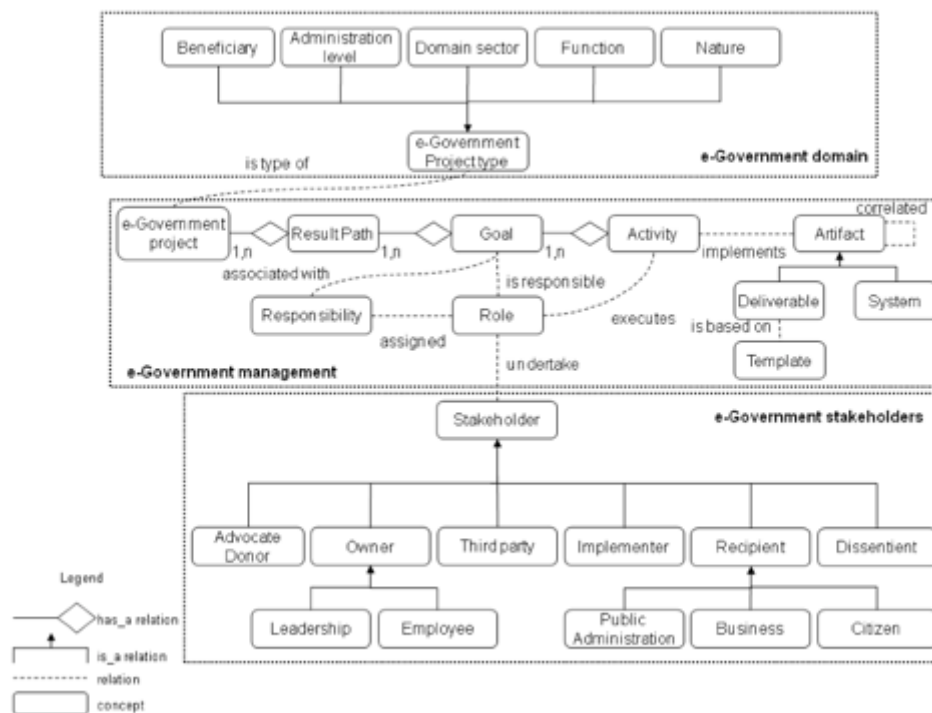 Beneficiary
Administration
level
Domain sector
Function
Nature
e-Government
Project type
e-Government domain
is type of
e-Government
project
1,n
Result Path
1,n
Goal
1,n
Activity
implements
Artifact
correlated
associated with
is responsible
Responsibility
assigned
Role
executes
Deliverable
System
is based on
Template
e-Government management
undertake
Stakeholder
e-Government stakeholders
Advocate
Donor
Owner
Third party
Implementer
Recipient
Dissentient
Leadership
Employee
Public
Administration
Business
Citizen
Legend
has_a relation
is_a relation
relation
concept